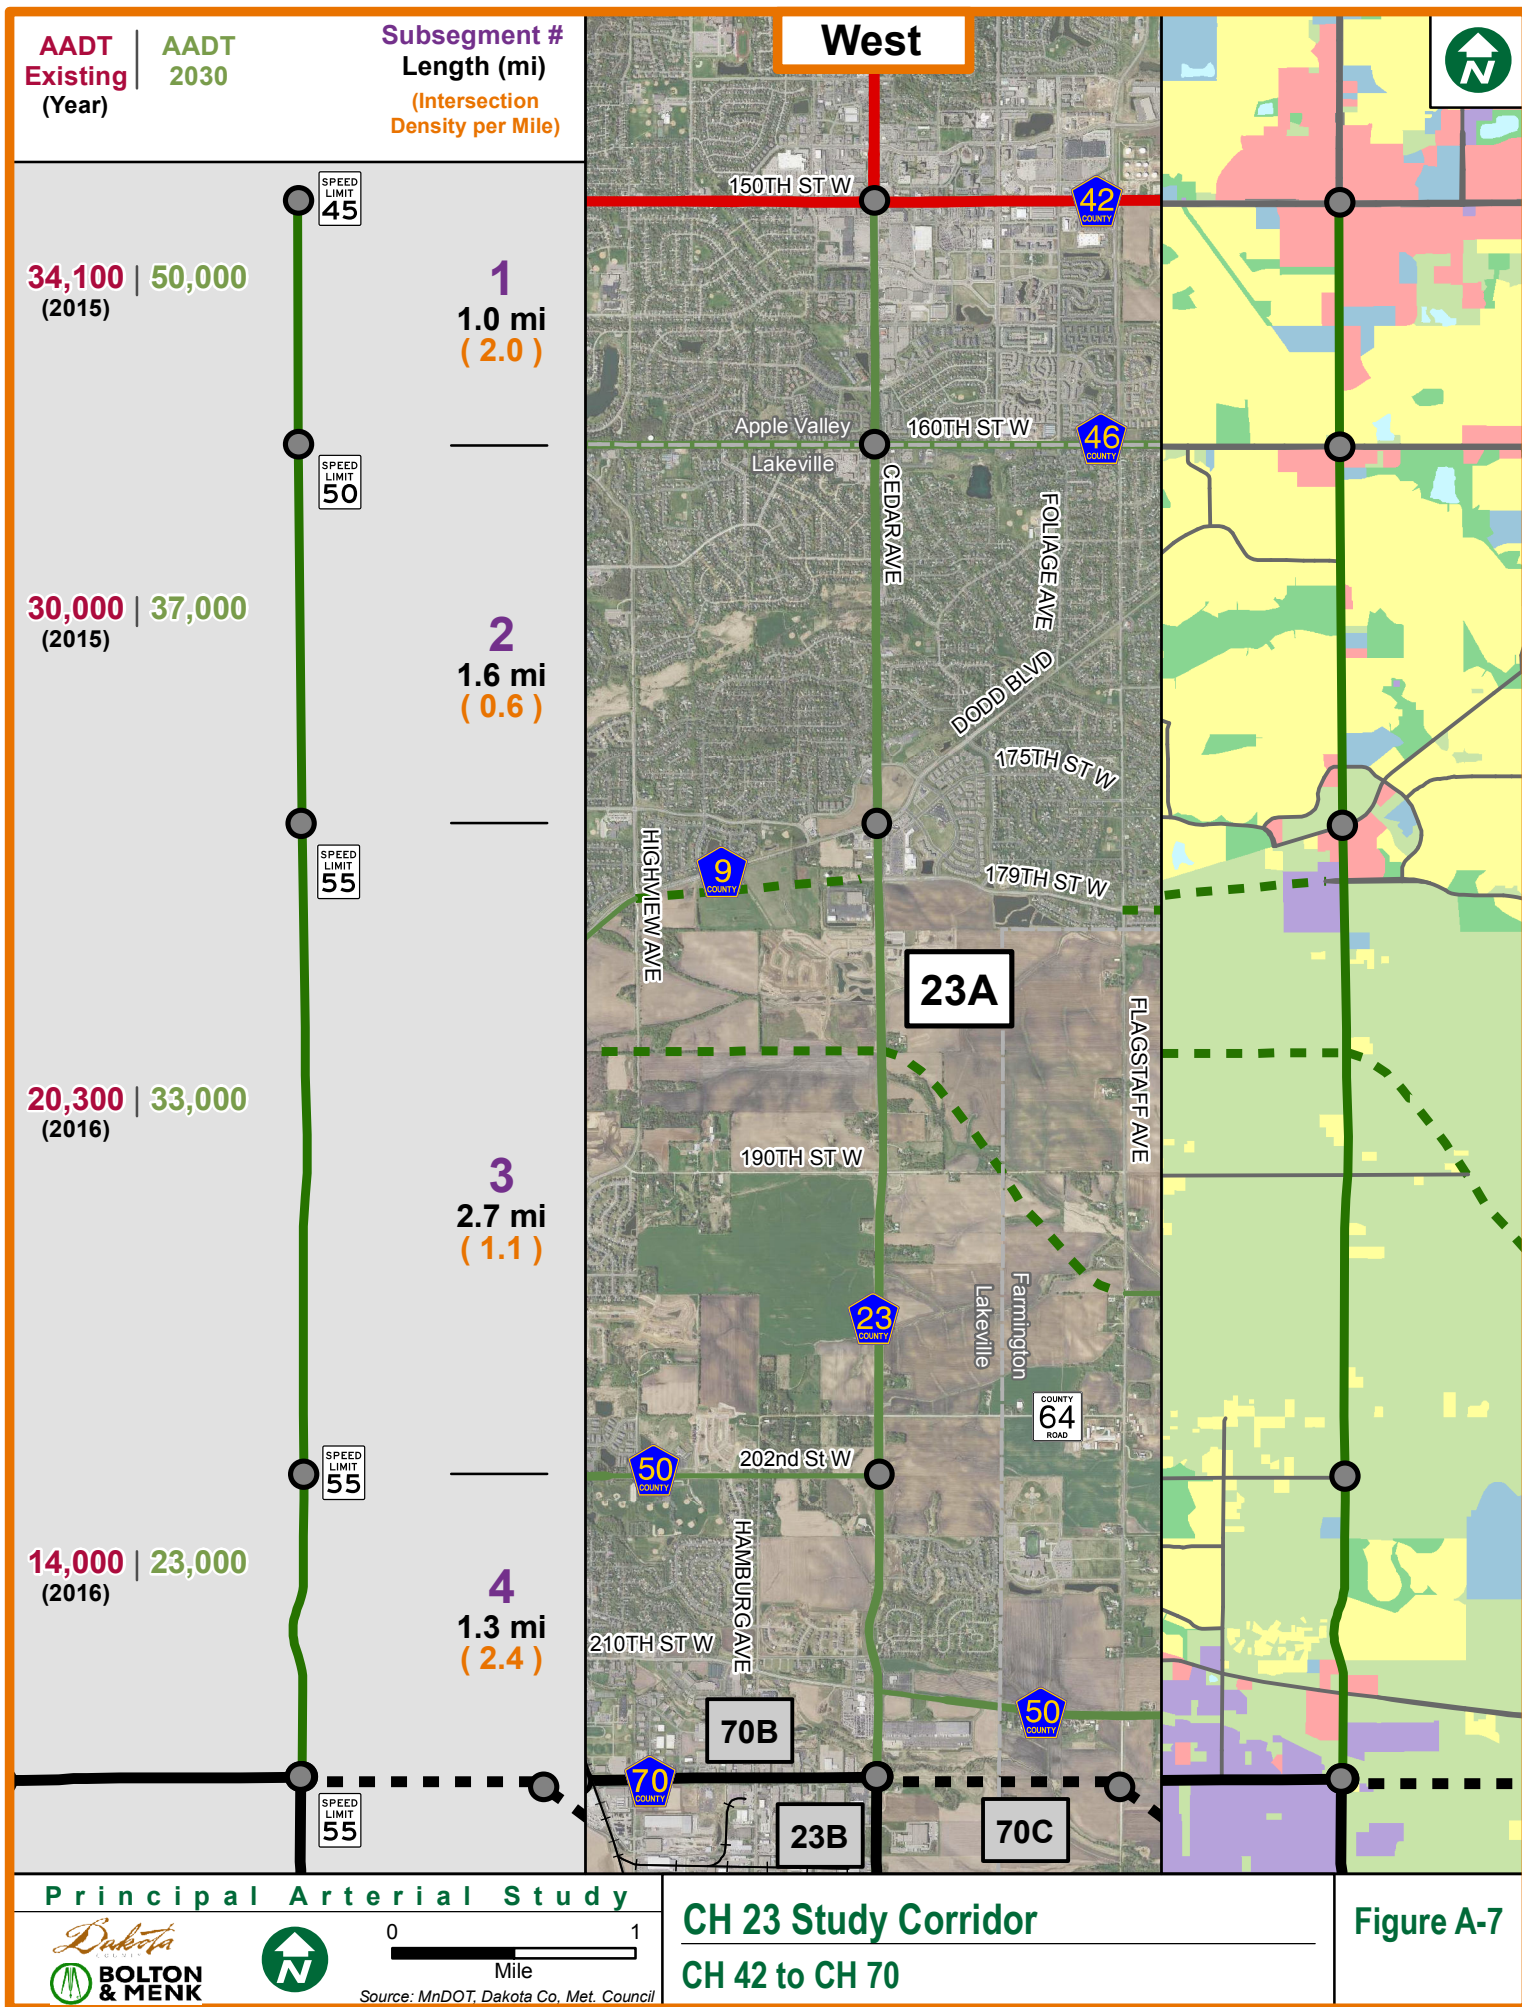 AADT Existing (Year)
AADT 2030
Subsegment #
Length (mi)
(Intersection
Density per Mile)
West
N
SPEED LIMIT 45
34,100 | 50,000
(2015)
1
1.0 mi
( 2.0 )
SPEED LIMIT 50
30,000 | 37,000
(2015)
2
1.6 mi
( 0.6 )
SPEED LIMIT 55
20,300 | 33,000
(2016)
3
2.7 mi
( 1.1 )
SPEED LIMIT 55
14,000 | 23,000
(2016)
4
1.3 mi
( 2.4 )
SPEED LIMIT 55
150TH ST W
42 COUNTY
Apple Valley
160TH ST W
46 COUNTY
Lakeville
CEDAR AVE
FOLIAGE AVE
DODD BLVD
175TH ST W
HIGHVIEW AVE
9 COUNTY
179TH ST W
23A
FLAGSTAFF AVE
190TH ST W
Farmington
Lakeville
23 COUNTY
COUNTY 64 ROAD
202nd St W
50 COUNTY
HAMBURG AVE
210TH ST W
50 COUNTY
70B
70 COUNTY
23B
70C
Principal Arterial Study
Dakota
COUNTY
BOLTON
& MENK
N
0 1
Mile
Source: MnDOT, Dakota Co, Met. Council
CH 23 Study Corridor
CH 42 to CH 70
Figure A-7